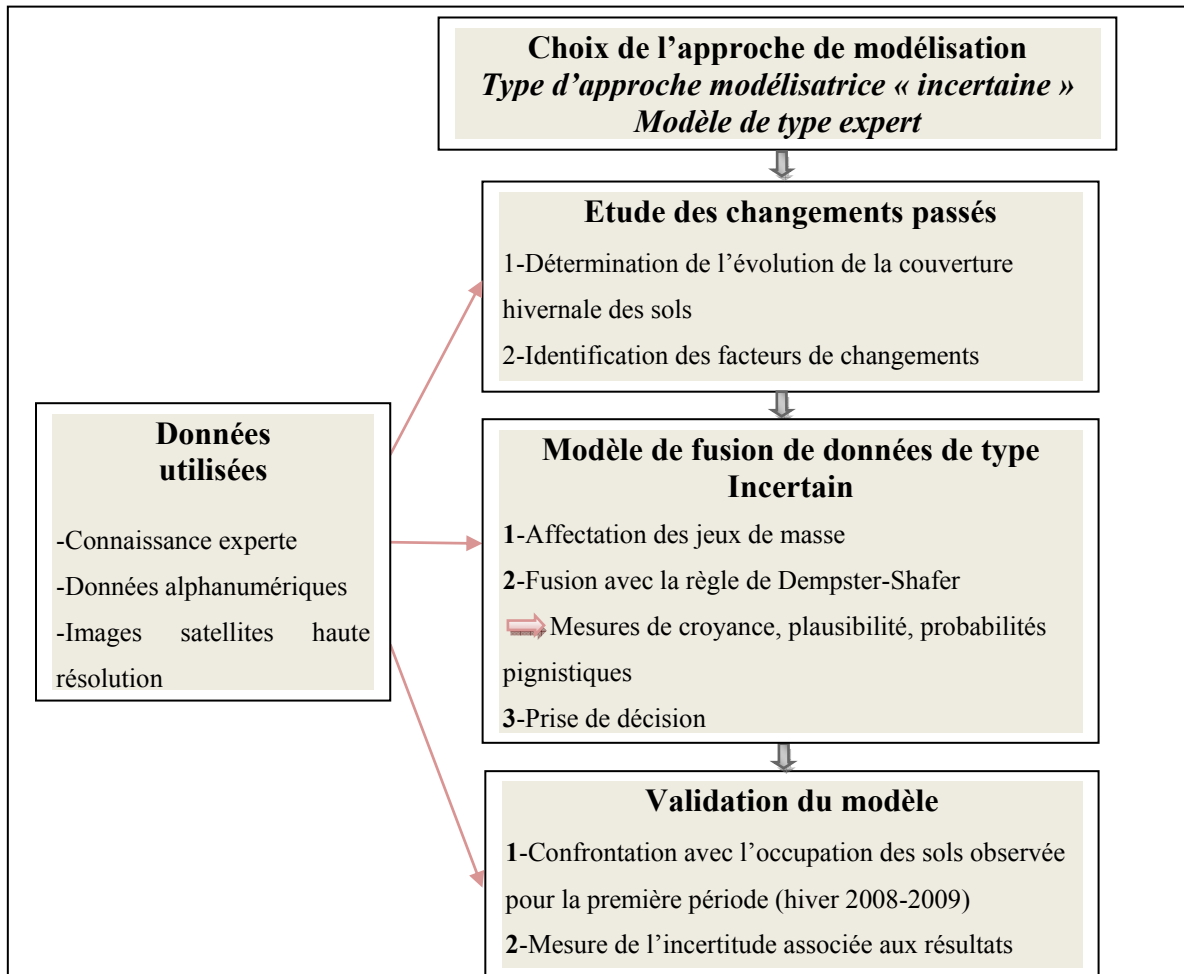 Choix de l’approche de modélisation
Type d’approche modélisatrice « incertaine »
Modèle de type expert
Etude des changements passés
1-Détermination de l’évolution de la couverture
hivernale des sols
2-Identification des facteurs de changements
Données
utilisées
-Connaissance experte
-Données alphanumériques
-Images satellites haute
résolution
Modèle de fusion de données de type
Incertain
1-Affectation des jeux de masse
2-Fusion avec la règle de Dempster-Shafer
Mesures de croyance, plausibilité, probabilités
pignistiques
3-Prise de décision
Validation du modèle
1-Confrontation avec l’occupation des sols observée
pour la première période (hiver 2008-2009)
2-Mesure de l’incertitude associée aux résultats